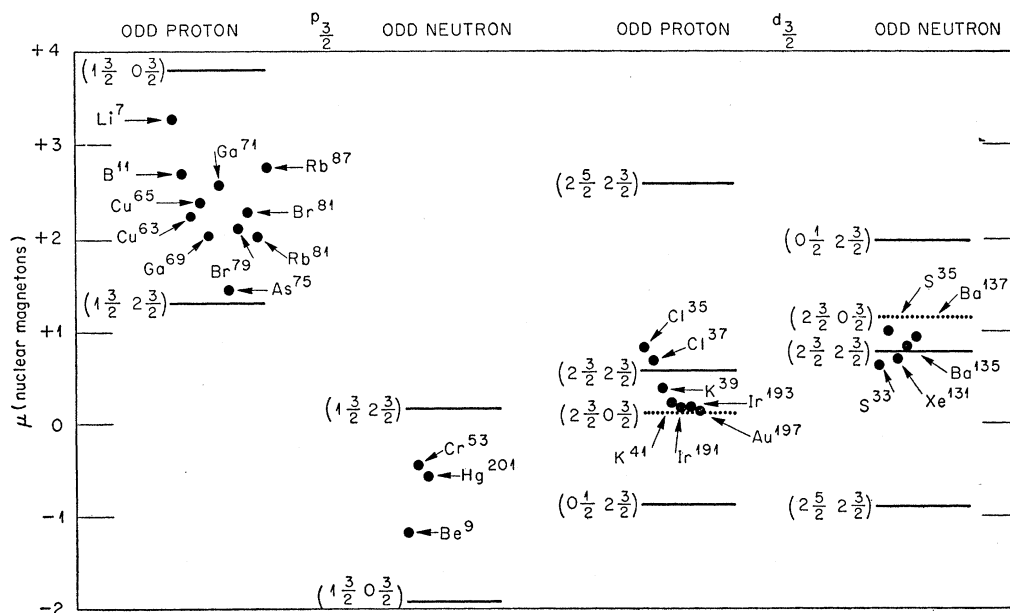 ODD PROTON p 3/2 ODD NEUTRON ODD PROTON d 3/2 ODD NEUTRON
μ (nuclear magnetons)
+4
+3
+2
+1
0
-1
-2
(1 3/2 0 3/2)
Li⁷
B¹¹
Cu⁶⁵
Cu⁶³
Ga⁶⁹
Ga⁷¹
Rb⁸⁷
Br⁸¹
Rb⁸¹
Br⁷⁹
As⁷⁵
(1 3/2 2 3/2)
(1 3/2 2 3/2)
Cr⁵³
Hg²⁰¹
Be⁹
(1 3/2 0 3/2)
(2 5/2 2 3/2)
Cl³⁵
Cl³⁷
(2 3/2 2 3/2)
K³⁹
Ir¹⁹³
(2 3/2 0 3/2)
Au¹⁹⁷
K⁴¹
Ir¹⁹¹
(0 1/2 2 3/2)
(0 1/2 2 3/2)
S³⁵
Ba¹³⁷
(2 3/2 0 3/2)
(2 3/2 2 3/2)
Ba¹³⁵
Xe¹³¹
S³³
(2 5/2 2 3/2)